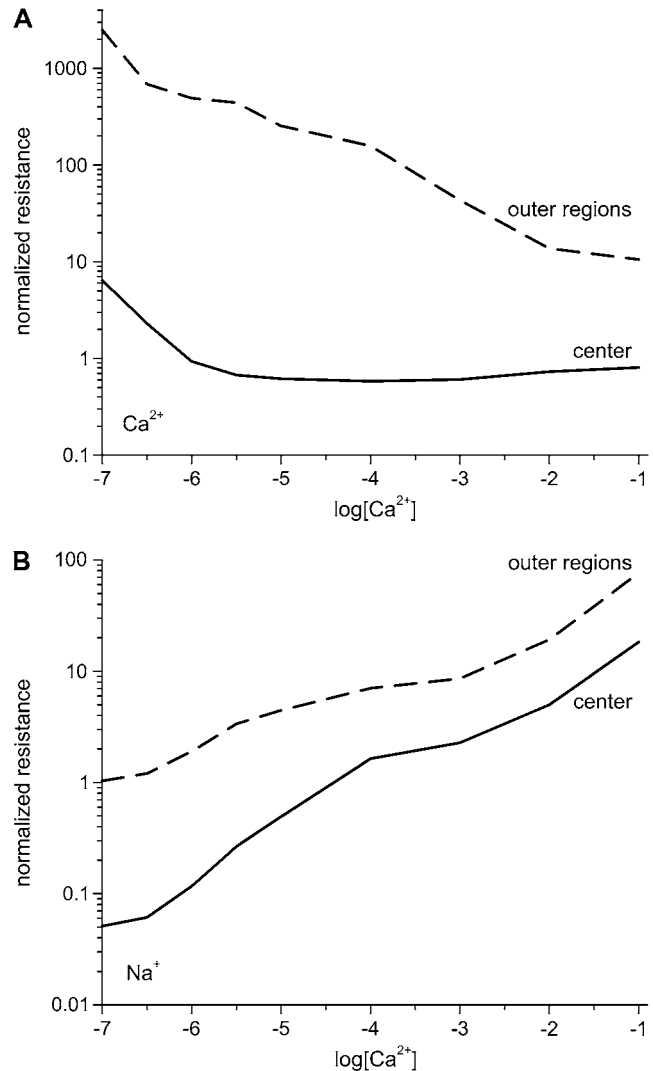 A
1000
100
10
1
0.1
normalized resistance
outer regions
center
Ca²⁺
-7 -6 -5 -4 -3 -2 -1
log[Ca²⁺]
B
100
10
1
0.1
0.01
normalized resistance
outer regions
center
Na⁺
-7 -6 -5 -4 -3 -2 -1
log[Ca²⁺]